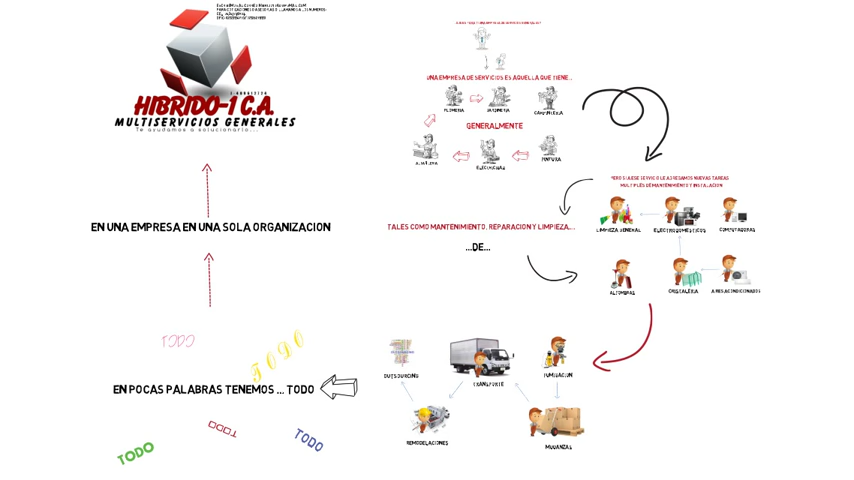 HIBRIDO-1 C.A.
MULTISERVICIOS GENERALES
Te ayudamos a solucionarlo...
EN UNA EMPRESA EN UNA SOLA ORGANIZACION
TODO
TODO
EN POCAS PALABRAS TENEMOS ... TODO
TODO
TODO
TODO
UNA EMPRESA DE SERVICIOS ES AQUELLA QUE TIENE...
PLOMERIA
JARDINERIA
CARPINTERIA
GENERALMENTE
ELECTRICIDAD
PINTURA
PERO SI A ESE SERVICIO LE AGREGAMOS NUEVAS TAREAS
MULTIPLES DE MANTENIMIENTO Y INSTALACION
LIMPIEZA GENERAL
ELECTRODOMESTICOS
COMPUTADORAS
TALES COMO MANTENIMIENTO, REPARACION Y LIMPIEZA,...
...DE...
ALFOMBRAS
CRISTALERIA
AIRES ACONDICIONADOS
OUTSOURCING
TRANSPORTE
FUMIGACION
REMODELACIONES
MUDANZAS